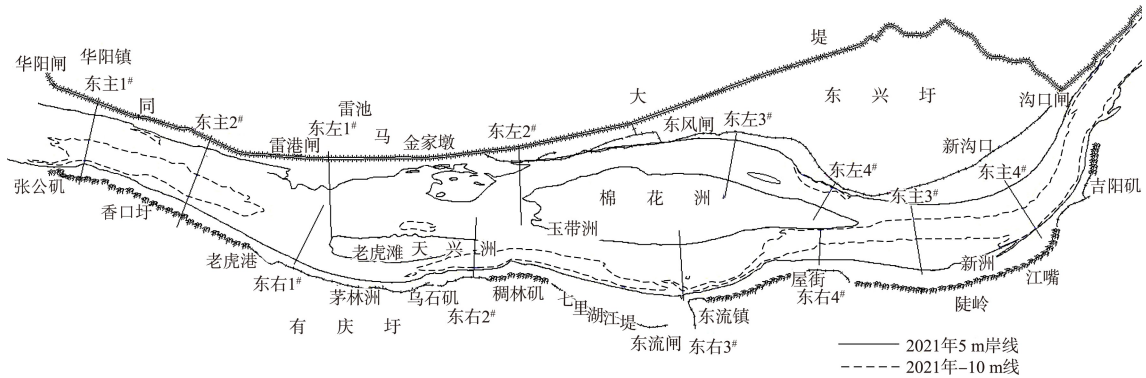 华阳闸
华阳镇
东主1#
同
东主2#
雷池
东左1#
雷港闸
马
金家墩
东左2#
大
堤
东风闸
东左3#
东 兴 圩
沟口闸
新沟口
东左4#
东主3#
东主4#
吉阳矶
张公矶
香口圩
老虎港
东右1#
老虎滩
天 兴 洲
玉带洲
棉 花 洲
茅林洲
乌石矶
有 庆 圩
东右2#
稠林矶
七里湖江堤
东流闸
东流镇
东右3#
屋街
东右4#
新洲
江嘴
陡岭
2021年5 m岸线
2021年–10 m线